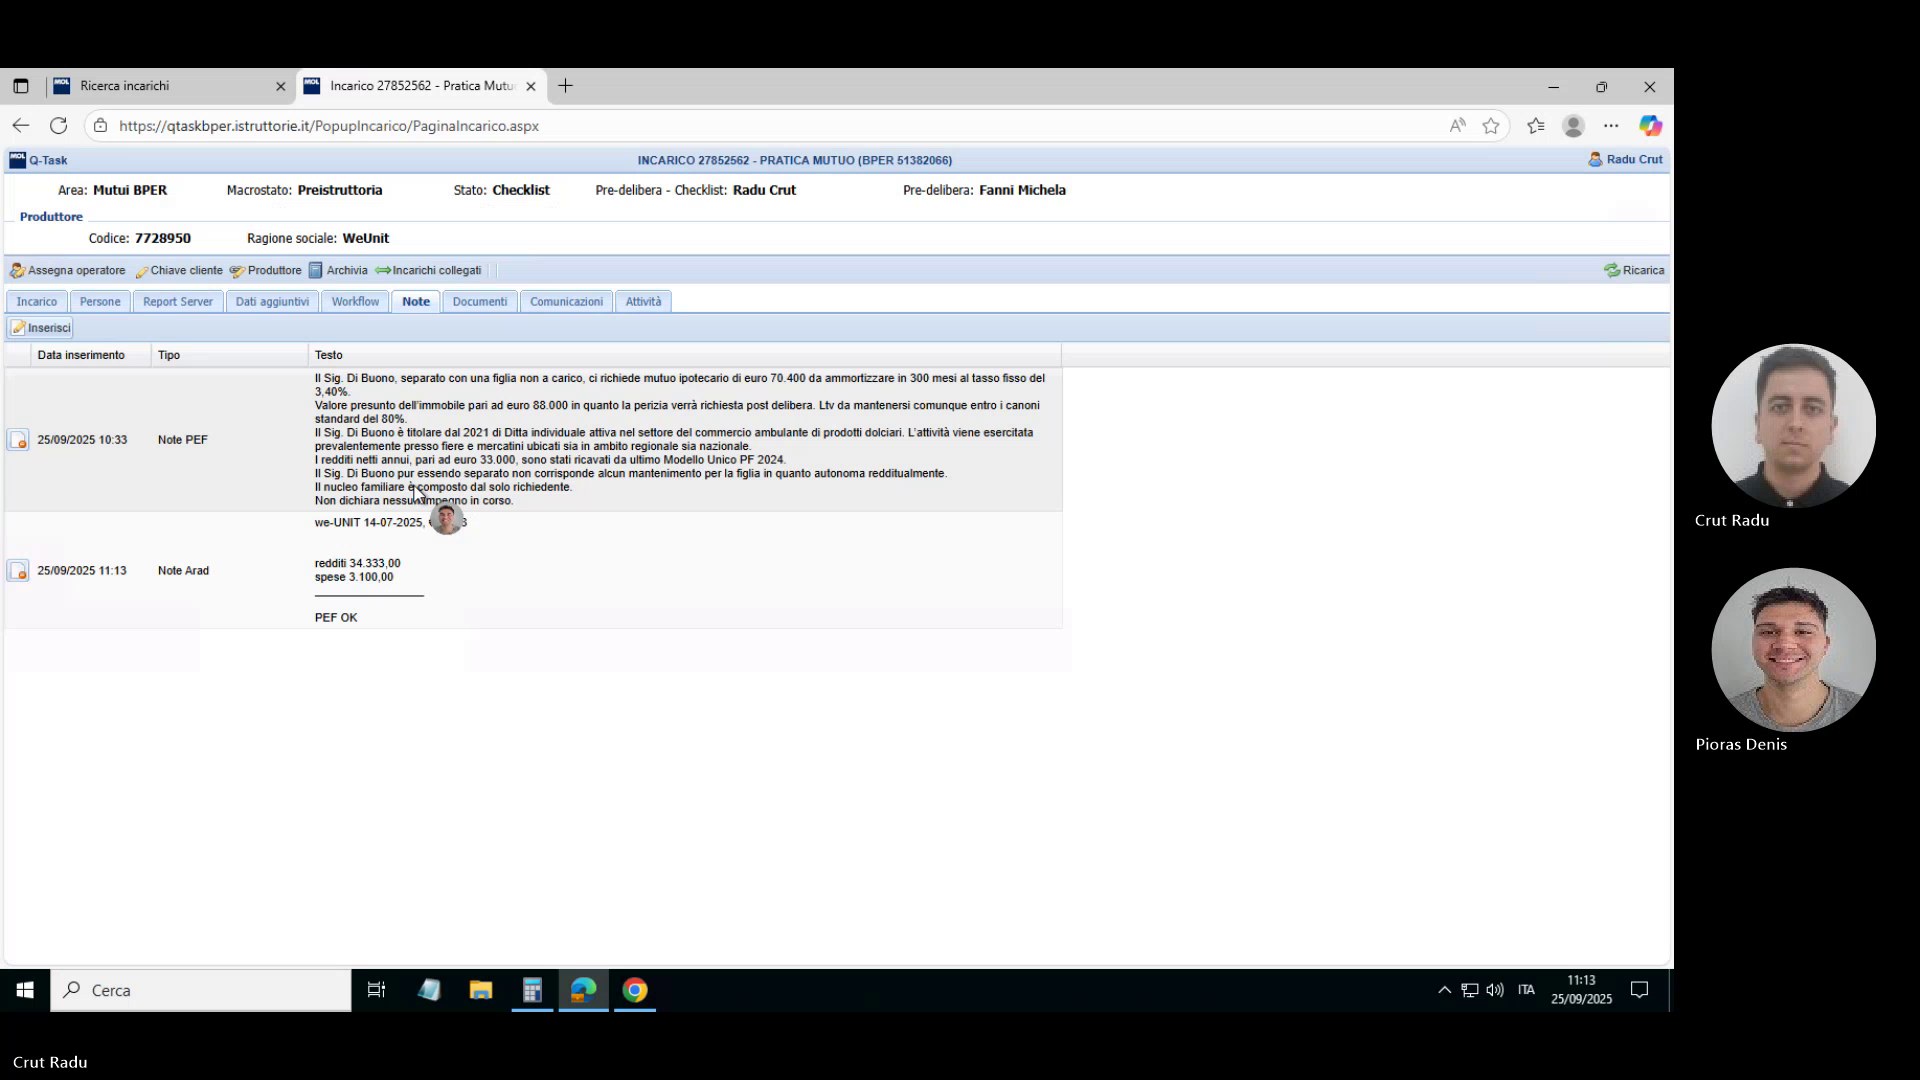 Ricerca incarichi
Incarico 27852562 - Pratica Mutu
https://qtaskbper.istruttorie.it/PopupIncarico/PaginaIncarico.aspx
MOL Q-Task
INCARICO 27852562 - PRATICA MUTUO (BPER 51382066)
Radu Crut
Area: Mutui BPER Macrostato: Preistruttoria Stato: Checklist Pre-delibera - Checklist: Radu Crut Pre-delibera: Fanni Michela
Produttore
Codice: 7728950 Ragione sociale: WeUnit
Assegna operatore Chiave cliente Produttore Archivia Incarichi collegati Ricarica
Incarico Persone Report Server Dati aggiuntivi Workflow Note Documenti Comunicazioni Attività
Inserisci
Data inserimento Tipo Testo
Il Sig. Di Buono, separato con una figlia non a carico, ci richiede mutuo ipotecario di euro 70.400 da ammortizzare in 300 mesi al tasso fisso del
3,40%.
Valore presunto dell'immobile pari ad euro 88.000 in quanto la perizia verrà richiesta post delibera. Ltv da mantenersi comunque entro i canoni
standard del 80%.
Il Sig. Di Buono è titolare dal 2021 di Ditta individuale attiva nel settore del commercio ambulante di prodotti dolciari. L'attività viene esercitata
25/09/2025 10:33 Note PEF
prevalentemente presso fiere e mercatini ubicati sia in ambito regionale sia nazionale.
I redditi netti annui, pari ad euro 33.000, sono stati ricavati da ultimo Modello Unico PF 2024.
Il Sig. Di Buono pur essendo separato non corrisponde alcun mantenimento per la figlia in quanto autonoma redditualmente.
Il nucleo familiare è composto dal solo richiedente.
Non dichiara nessun impegno in corso.
we-UNIT 14-07-2025,
redditi 34.333,00
25/09/2025 11:13 Note Arad
spese 3.100,00
PEF OK
Crut Radu
Pioras Denis
Cerca
ITA
11:13
25/09/2025
Crut Radu